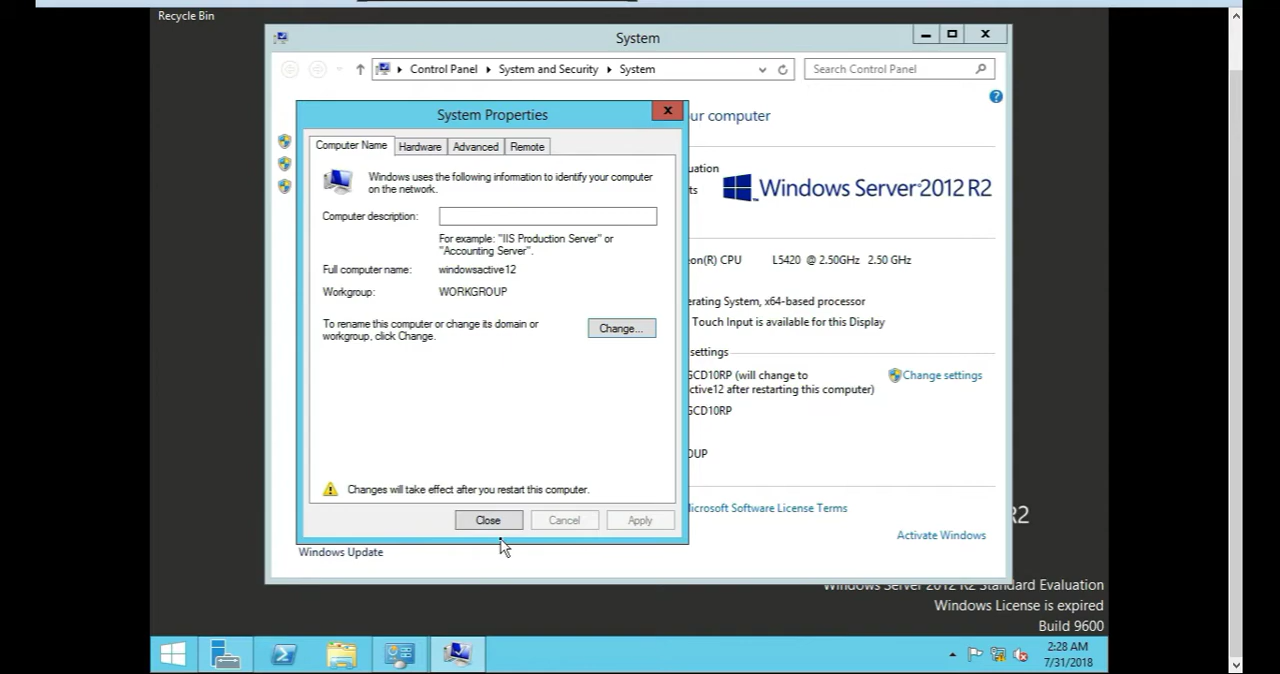 Recycle Bin
System
Control Panel
System and Security
System
Search Control Panel
System Properties
x
our computer
Computer Name
Hardware
Advanced
Remote
Windows uses the following information to identify your computer
on the network.
Computer description:
For example: "IIS Production Server" or
"Accounting Server".
Full computer name:
windowsactive12
Workgroup:
WORKGROUP
To rename this computer or change its domain or
workgroup, click Change.
Change...
Changes will take effect after you restart this computer.
Close
Cancel
Apply
uation
ts
Windows Server 2012 R2
on(R) CPU L5420 @ 2.50GHz 2.50 GHz
erating System, x64-based processor
Touch Input is available for this Display
settings
GCD10RP (will change to
ctive12 after restarting this computer)
Change settings
GCD10RP
OUP
icrosoft Software License Terms
R2
Activate Windows
Windows Update
Windows Server 2012 R2 Standard Evaluation
Windows License is expired
Build 9600
2:28 AM
7/31/2018